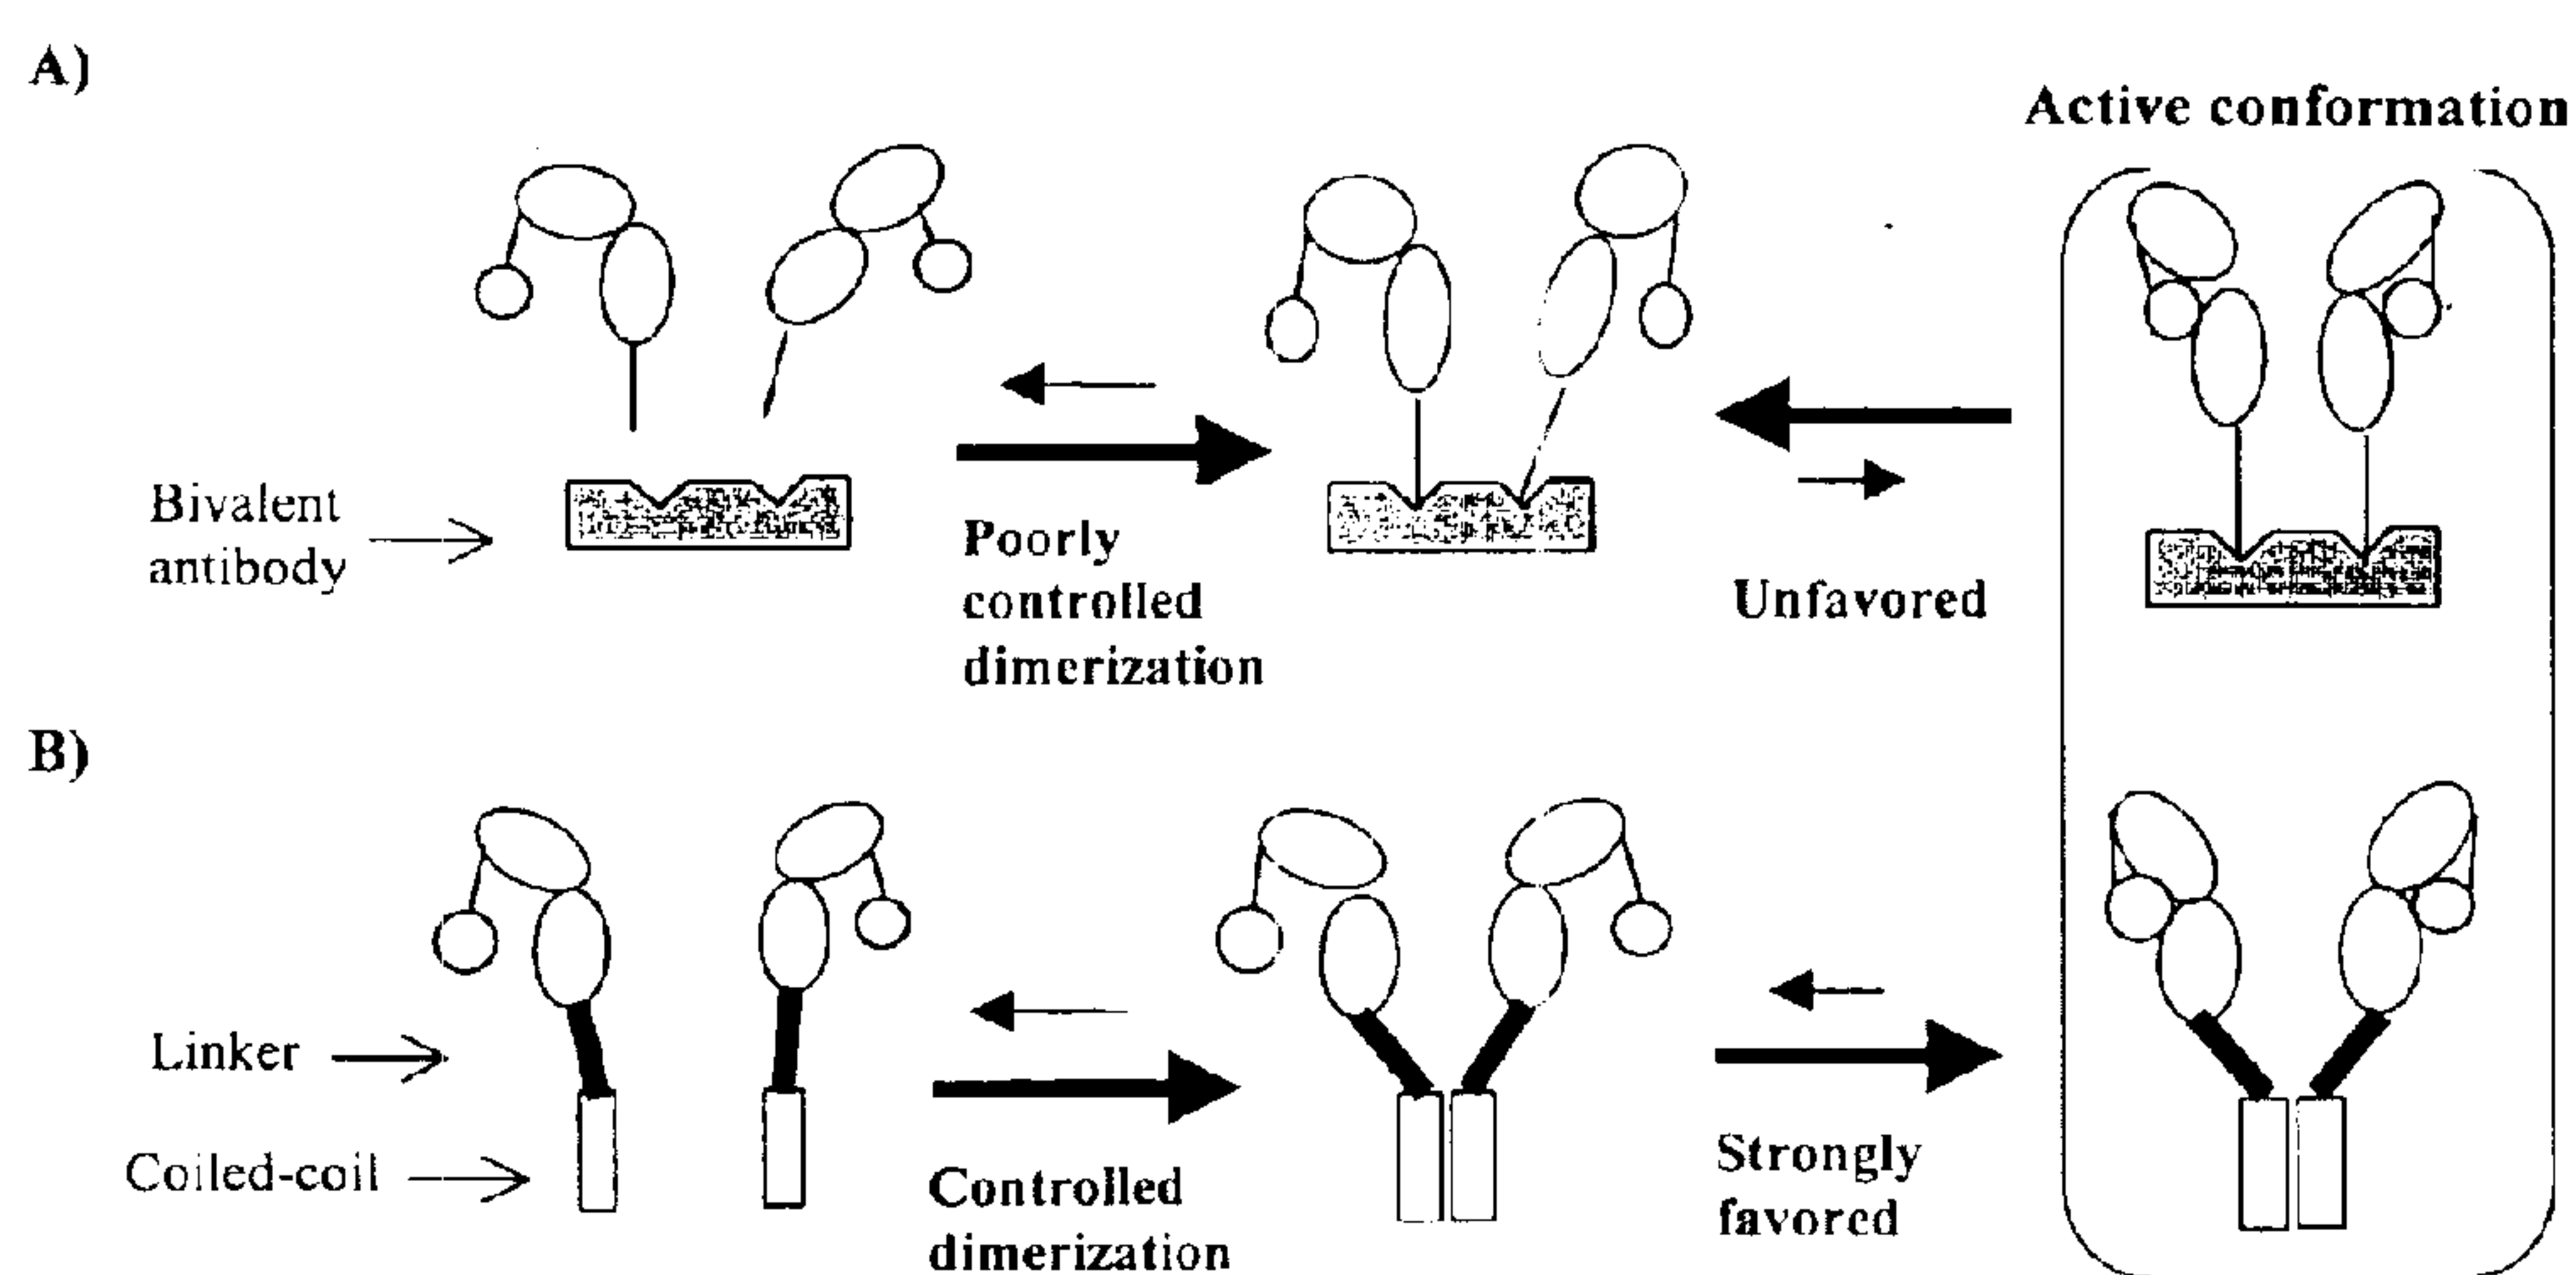 A)
Active conformation
Bivalent
antibody
Poorly
controlled
dimerization
Unfavored
B)
Linker
Coiled-coil
Controlled
dimerization
Strongly
favored